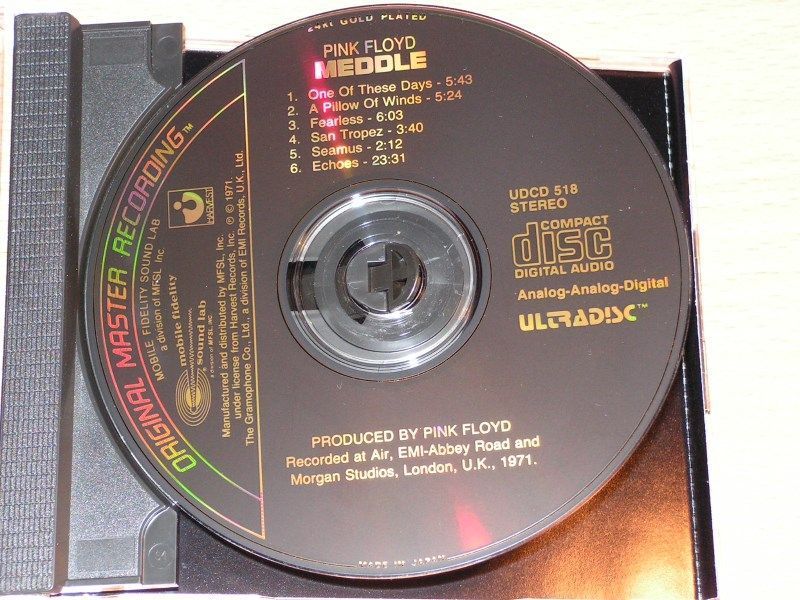 24kt GOLD PLATED
PINK FLOYD
MEDDLE
1. One Of These Days - 5:43
2. A Pillow Of Winds - 5:24
3. Fearless - 6:03
4. San Tropez - 3:40
5. Seamus - 2:12
6. Echoes - 23:31
UDCD 518
STEREO
COMPACT
disc
DIGITAL AUDIO
Analog-Analog-Digital
ULTRADISC™
PRODUCED BY PINK FLOYD
Recorded at Air, EMI-Abbey Road and
Morgan Studios, London, U.K., 1971.
MADE IN JAPAN
ORIGINAL MASTER RECORDING™
MOBILE FIDELITY SOUND LAB
a division of MFSL, Inc.
mobile fidelity
sound lab
a division of MFSL, INC.
HARVEST
Manufactured and distributed by MFSL, Inc.
under license from Harvest Records, Inc. ℗ © 1971
The Gramophone Co., Ltd., a division of EMI Records, U.K., Ltd.